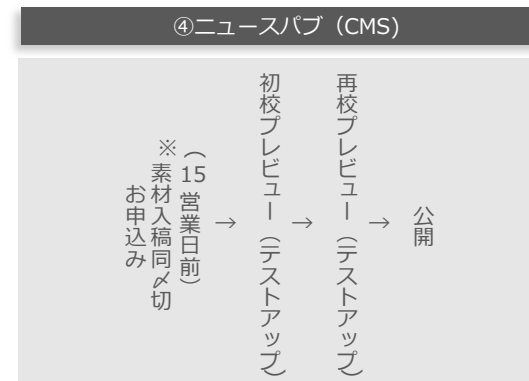 ④ニュースパブ（CMS)
お申込み
※素材入稿同〆切
（15営業日前）
→
初校プレビュー（テストアップ）
→
再校プレビュー（テストアップ）
→
公開